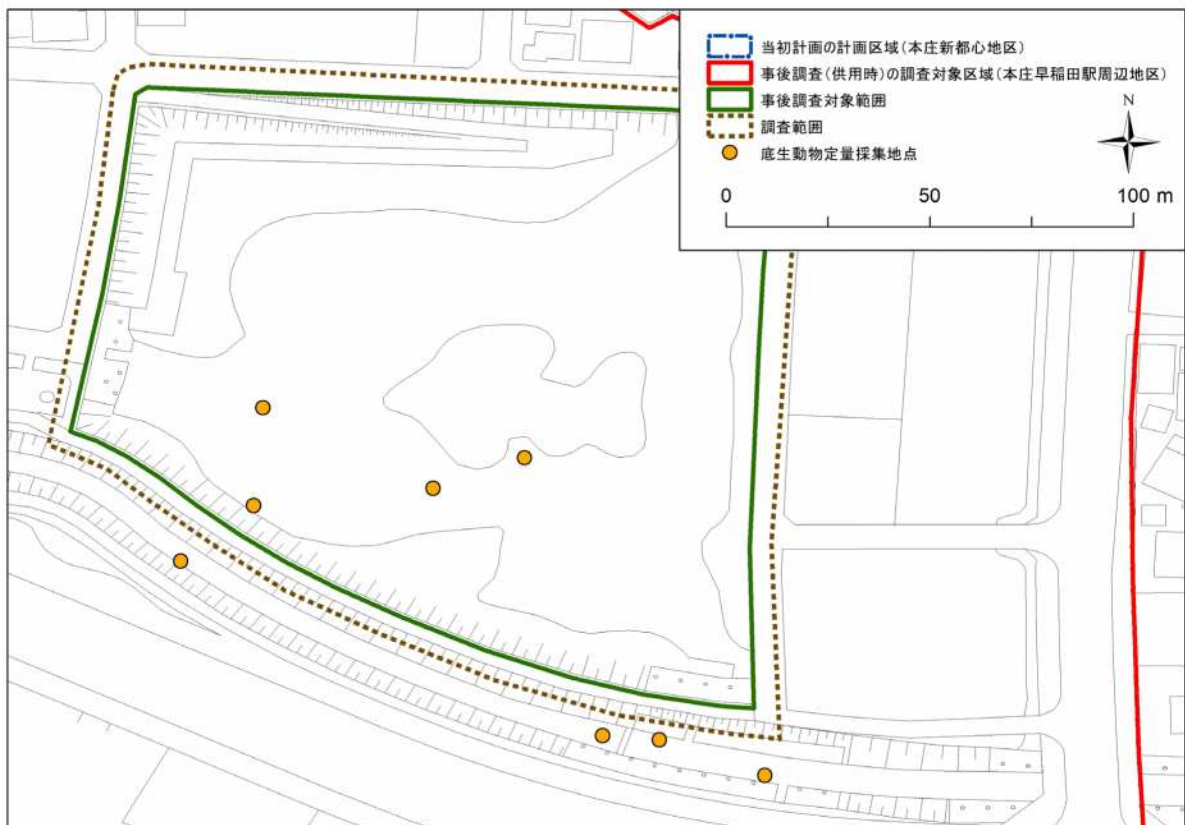 当初計画の計画区域(本庄新都心地区)
事後調査(供用時)の調査対象区域(本庄早稲田駅周辺地区)
事後調査対象範囲
調査範囲
底生動物定量採集地点
N
0 50 100 m